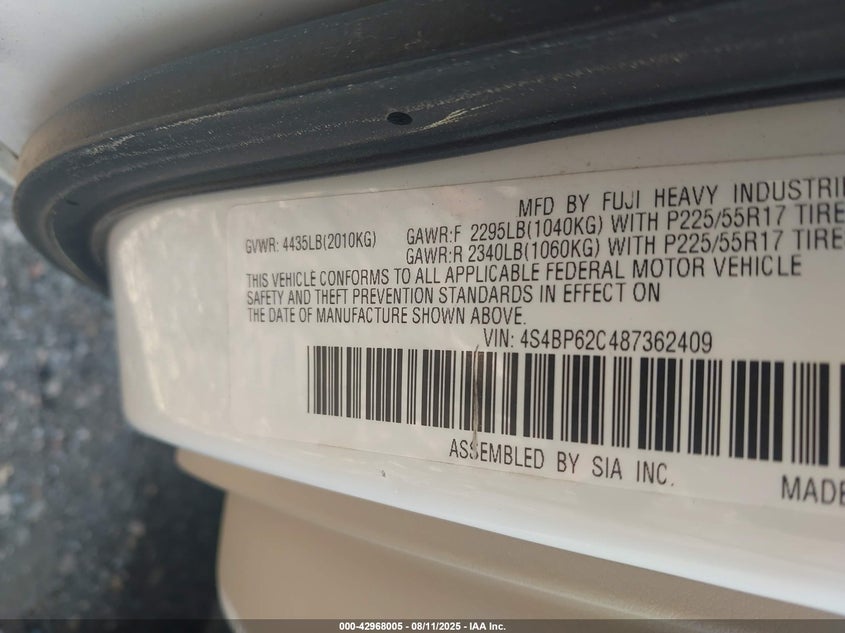 MFD BY FUJI HEAVY INDUSTRI
GVWR: 4435LB(2010KG)
GAWR:F 2295LB(1040KG) WITH P225/55R17 TIRE
GAWR:R 2340LB(1060KG) WITH P225/55R17 TIRE
THIS VEHICLE CONFORMS TO ALL APPLICABLE FEDERAL MOTOR VEHICLE
SAFETY AND THEFT PREVENTION STANDARDS IN EFFECT ON
THE DATE OF MANUFACTURE SHOWN ABOVE.
VIN: 4S4BP62C487362409
ASSEMBLED BY SIA INC.
MADE
000-42968005 - 08/11/2025 - IAA Inc.